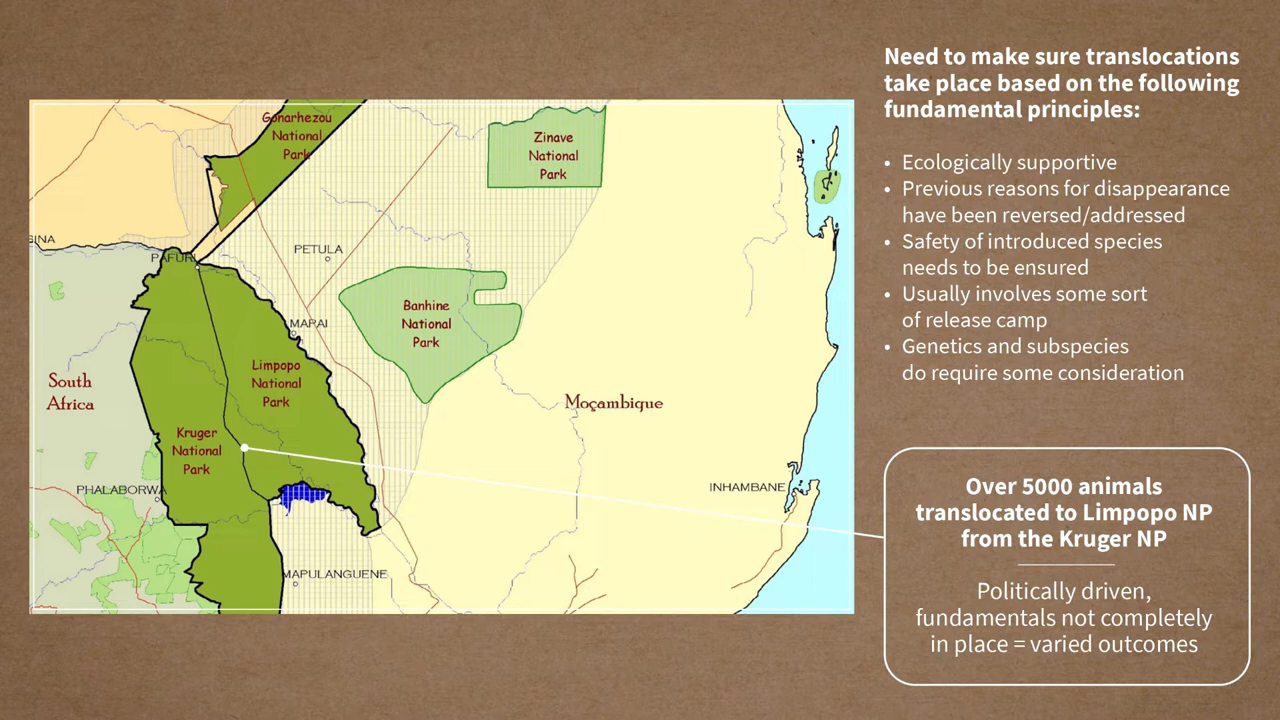 Need to make sure translocations
take place based on the following
fundamental principles:
• Ecologically supportive
• Previous reasons for disappearance
have been reversed/addressed
• Safety of introduced species
needs to be ensured
• Usually involves some sort
of release camp
• Genetics and subspecies
do require some consideration
Over 5000 animals
translocated to Limpopo NP
from the Kruger NP
Politically driven,
fundamentals not completely
in place = varied outcomes
Gonarhezou
National
Park
Zinave
National
Park
SINA
PAFURI
PETULA
Banhine
National
Park
MAPAI
Limpopo
National
Park
South
Africa
Moçambique
Kruger
National
Park
PHALABORWA
INHAMBANE
MAPULANGUENE